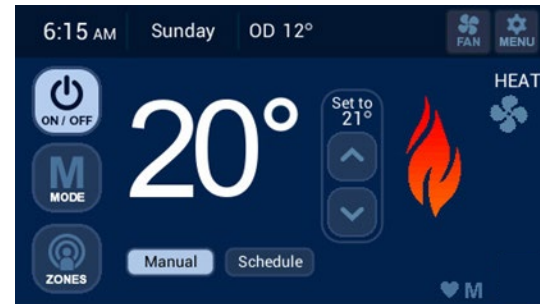 6:15 AM Sunday OD 12°
FAN MENU
HEAT
ON / OFF
20°
Set to
21°
M
MODE
Manual Schedule
ZONES
M